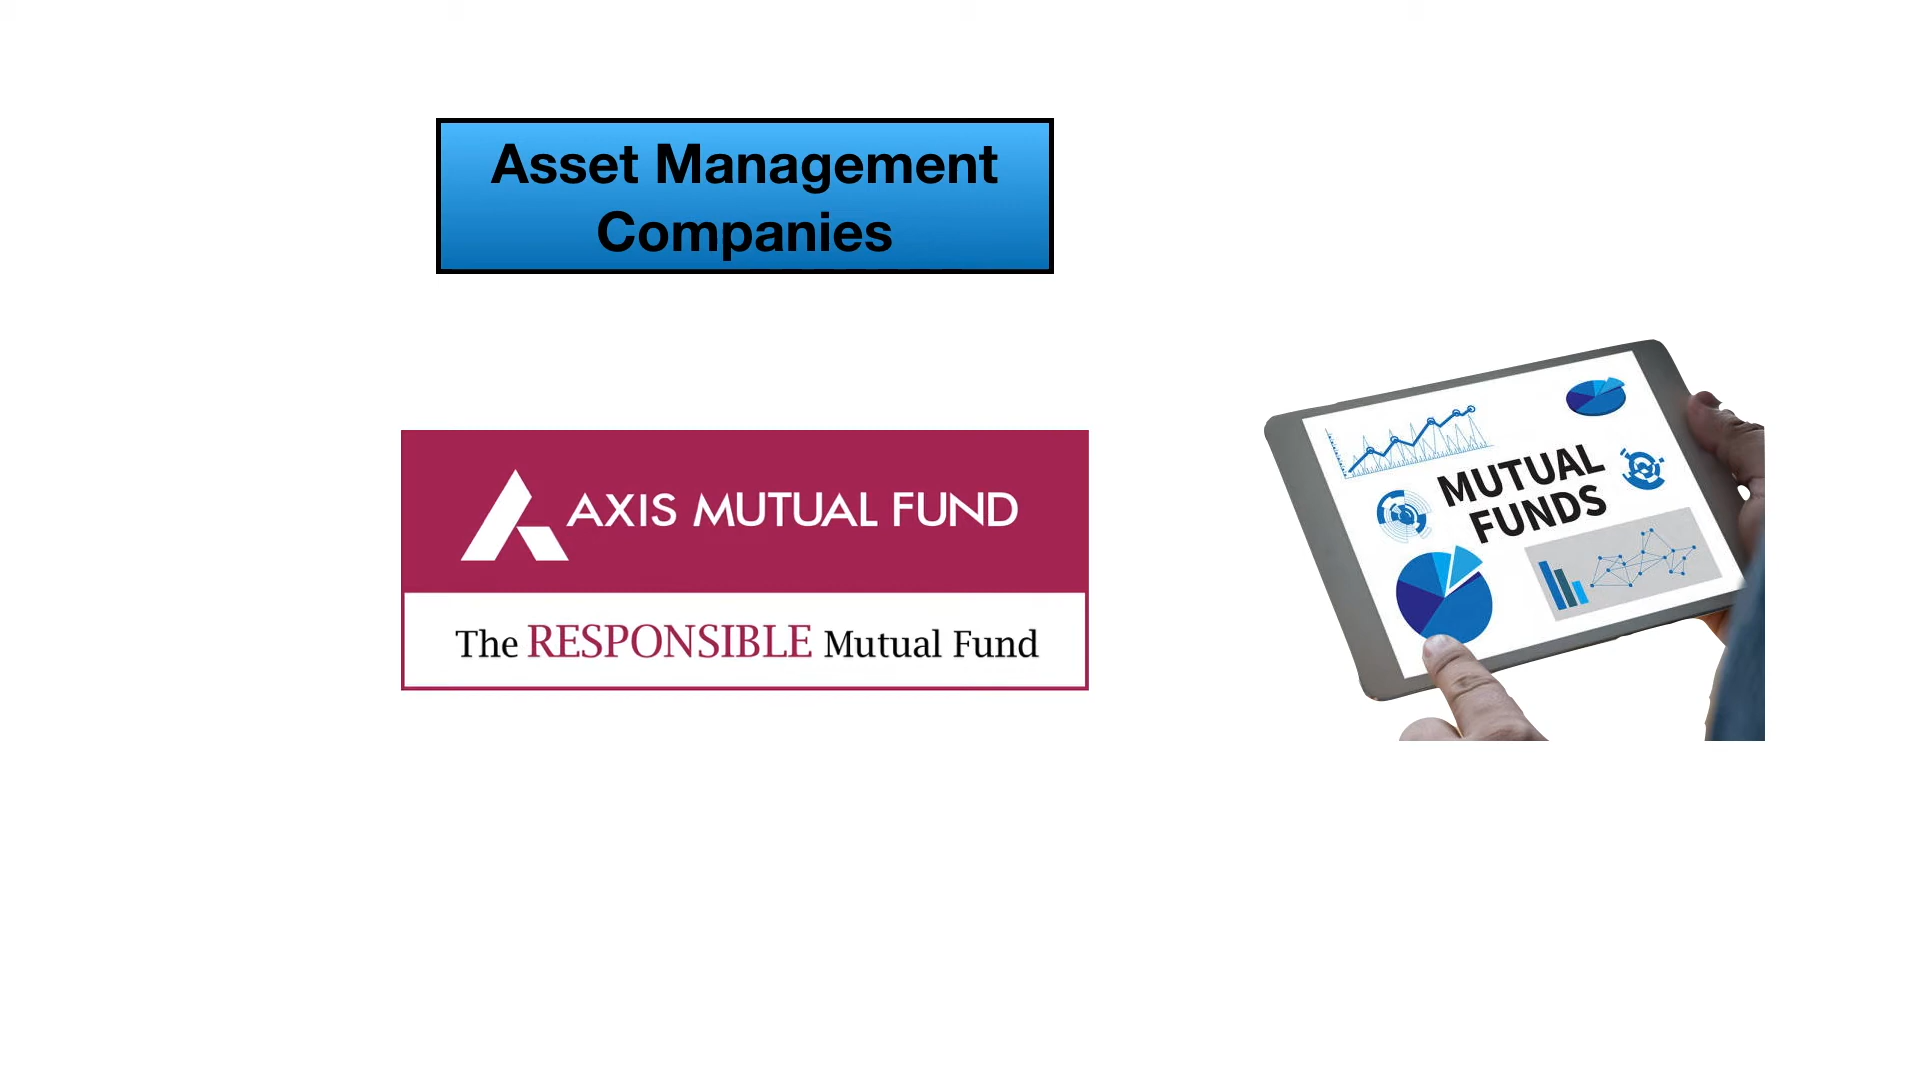 Asset Management
Companies
AXIS MUTUAL FUND
The RESPONSIBLE Mutual Fund
MUTUAL
FUNDS